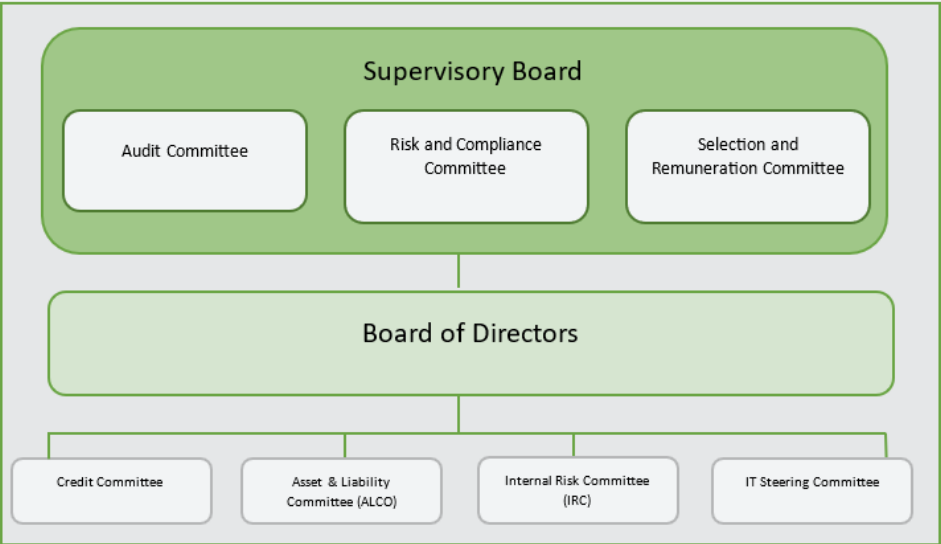 Supervisory Board
Audit Committee
Risk and Compliance
Committee
Selection and
Remuneration Committee
Board of Directors
Credit Committee
Asset & Liability
Committee (ALCO)
Internal Risk Committee
(IRC)
IT Steering Committee